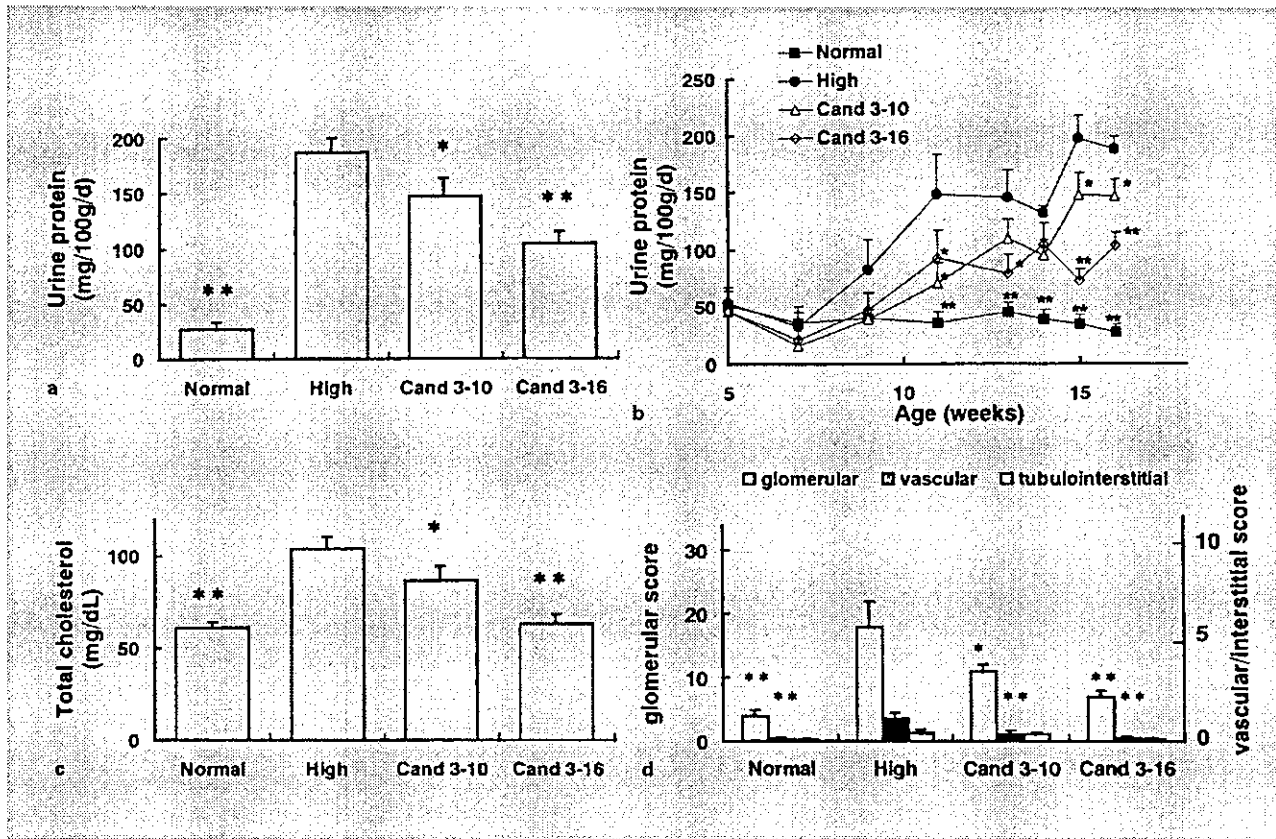 Urine protein
(mg/100g/d)
200
150
100
50
0
*
**
**
a
Normal
High
Cand 3-10
Cand 3-16
Normal
High
Cand 3-10
Cand 3-16
Urine protein
(mg/100g/d)
250
200
150
100
50
0
*
*
*
**
*
**
**
**
**
*
**
**
**
5
10
15
b
Age (weeks)
Total cholesterol
(mg/dL)
100
50
0
**
*
**
c
Normal
High
Cand 3-10
Cand 3-16
glomerular
vascular
tubulointerstitial
glomerular score
30
20
10
0
vascular/interstitial score
10
5
0
**
**
*
**
**
**
d
Normal
High
Cand 3-10
Cand 3-16